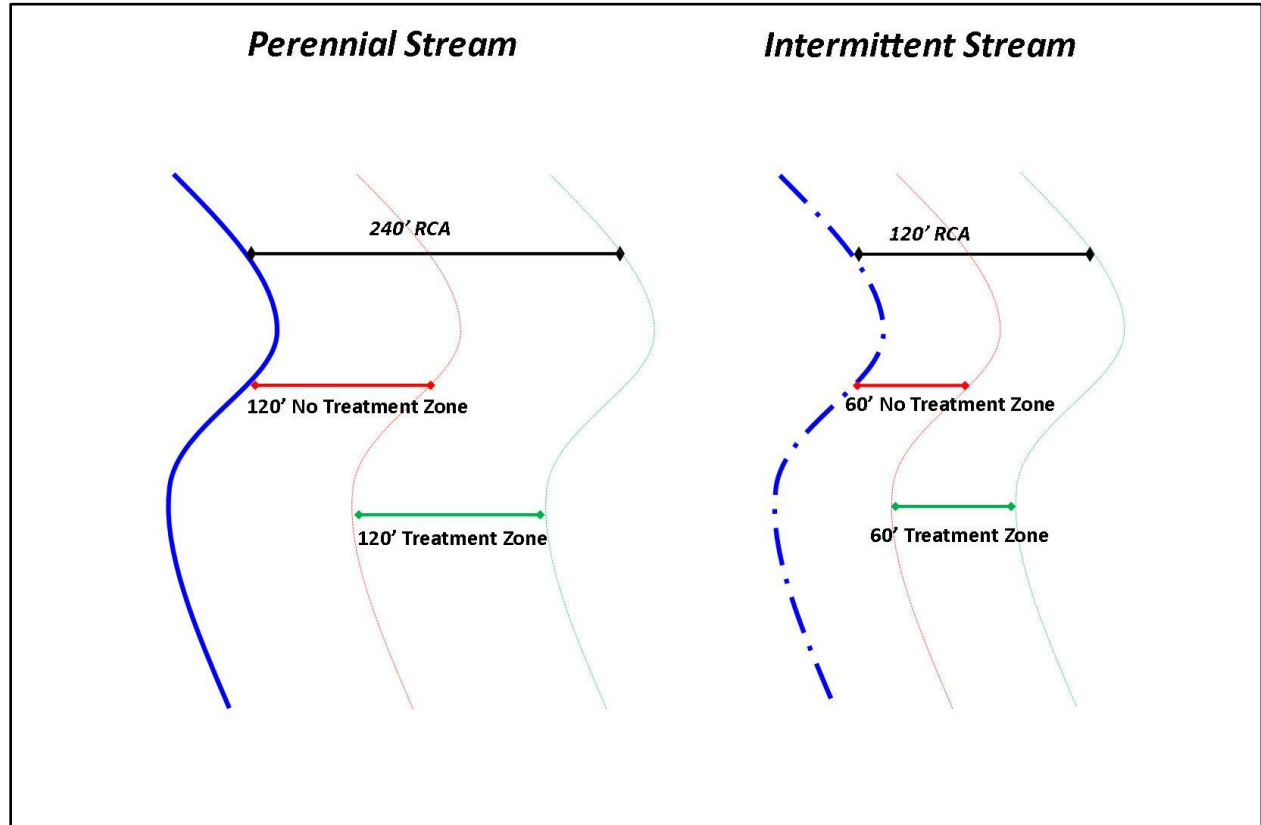 Perennial Stream
240’ RCA
120’ No Treatment Zone
120’ Treatment Zone
Intermittent Stream
120’ RCA
60’ No Treatment Zone
60’ Treatment Zone